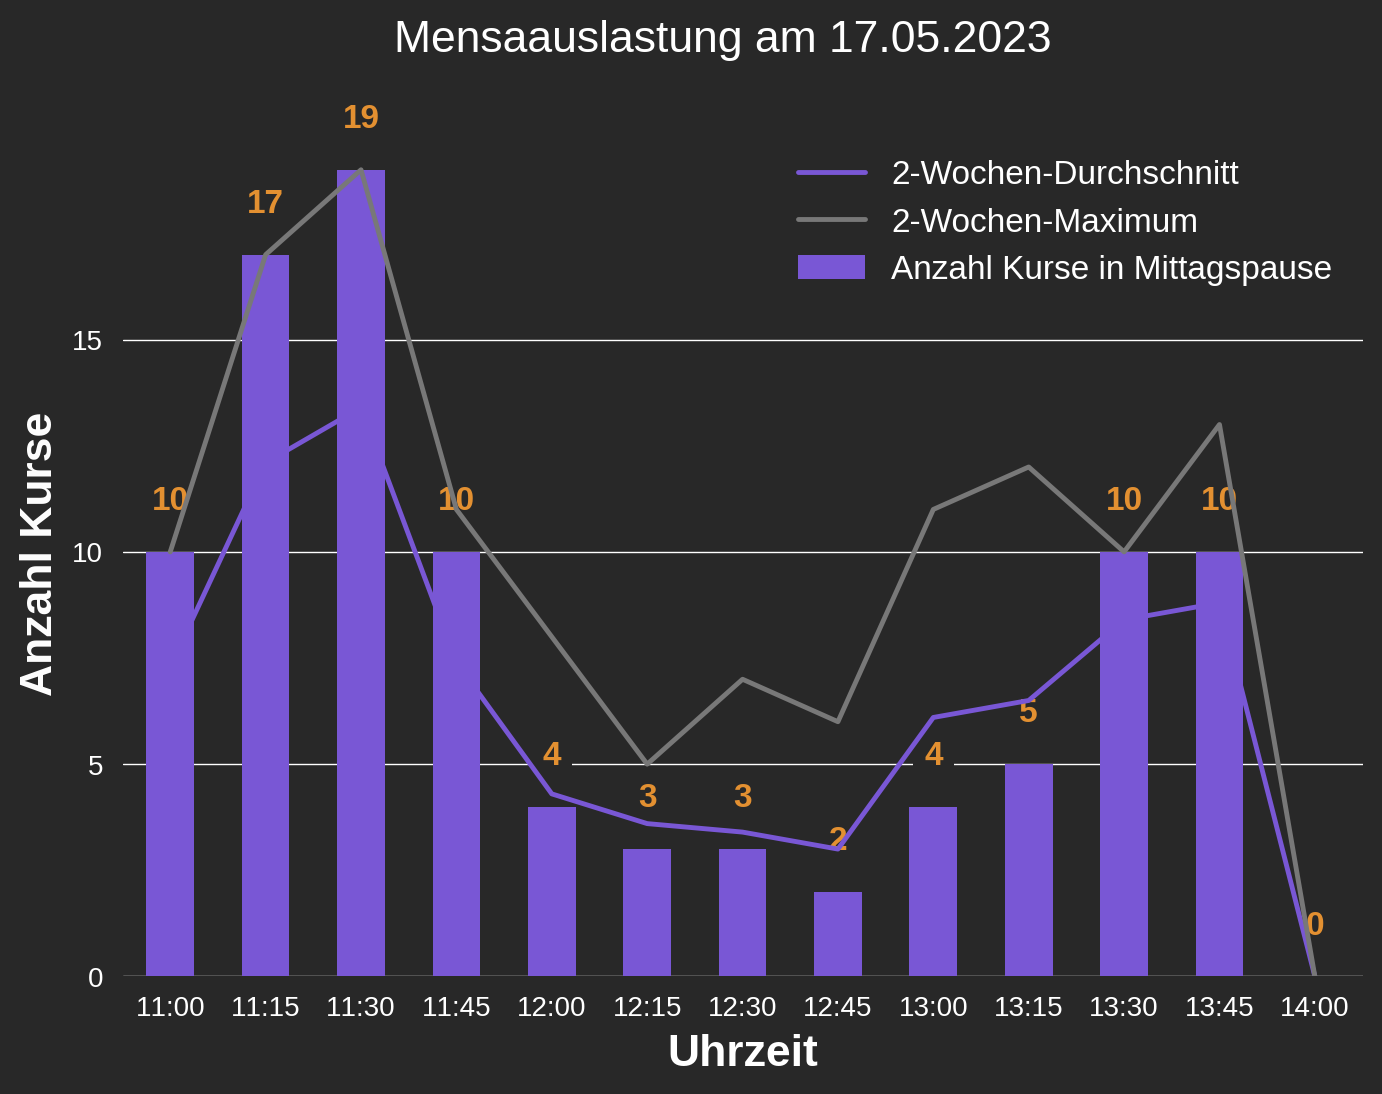 Mensaauslastung am 17.05.2023
19
17
2-Wochen-Durchschnitt
2-Wochen-Maximum
Anzahl Kurse in Mittagspause
15
10
10
10
10
10
5
4
4
5
3
3
2
0
0
Anzahl Kurse
11:00 11:15 11:30 11:45 12:00 12:15 12:30 12:45 13:00 13:15 13:30 13:45 14:00
Uhrzeit